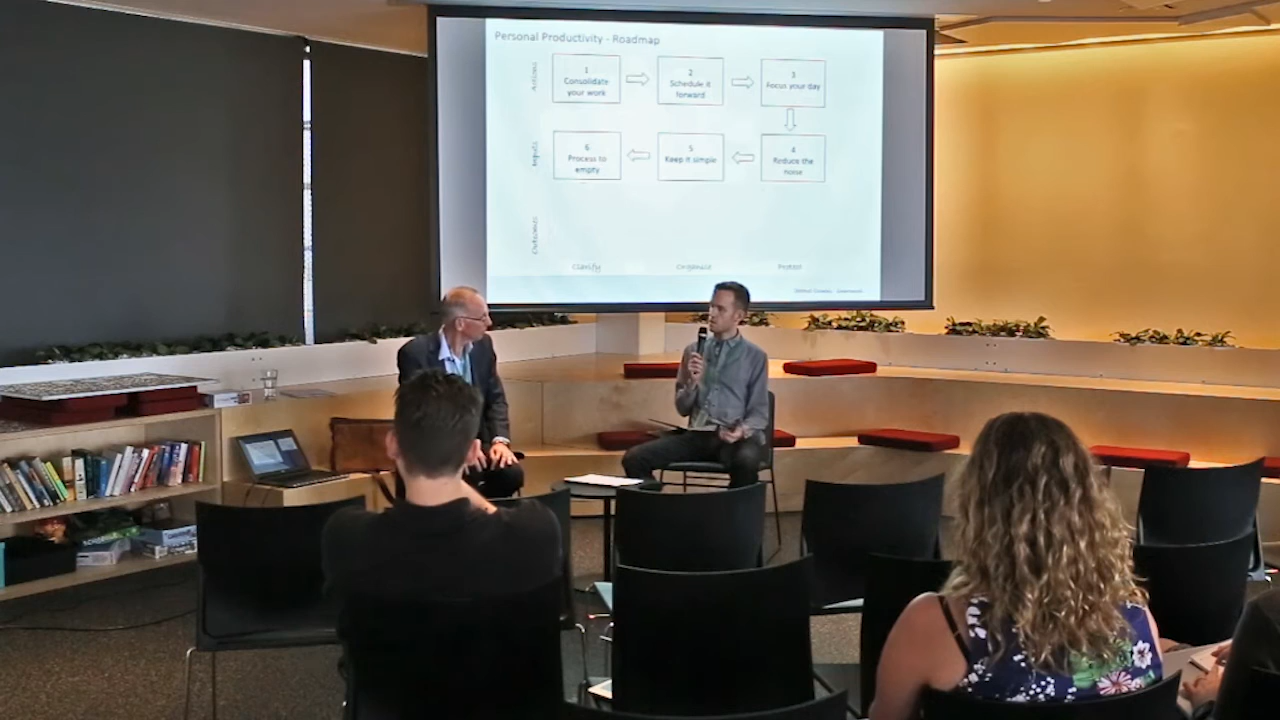 Personal Productivity - Roadmap
Actions
1
Consolidate
your work
2
Schedule it
forward
3
Focus your day
Inputs
6
Process to
empty
5
Keep it simple
4
Reduce the
noise
Outcomes
Clarify
Organise
Protect